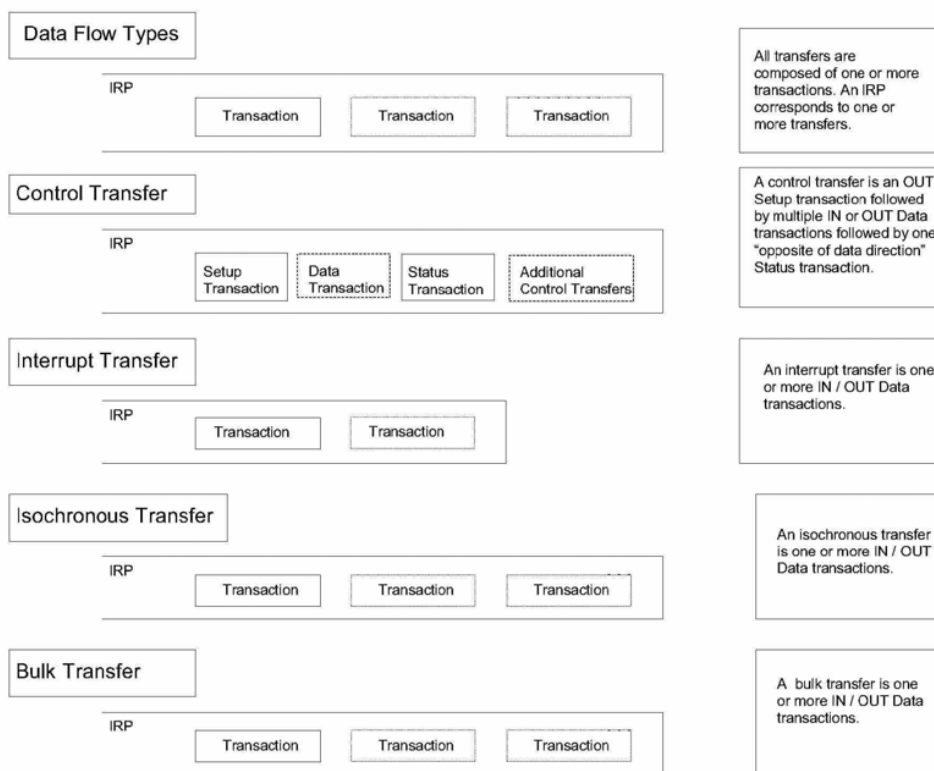 Data Flow Types
IRP
Transaction
Transaction
Transaction
All transfers are
composed of one or more
transactions. An IRP
corresponds to one or
more transfers.
Control Transfer
IRP
Setup
Transaction
Data
Transaction
Status
Transaction
Additional
Control Transfers
A control transfer is an OUT
Setup transaction followed
by multiple IN or OUT Data
transactions followed by one
“opposite of data direction”
Status transaction.
Interrupt Transfer
IRP
Transaction
Transaction
An interrupt transfer is one
or more IN / OUT Data
transactions.
Isochronous Transfer
IRP
Transaction
Transaction
Transaction
An isochronous transfer
is one or more IN / OUT
Data transactions.
Bulk Transfer
IRP
Transaction
Transaction
Transaction
A bulk transfer is one
or more IN / OUT Data
transactions.